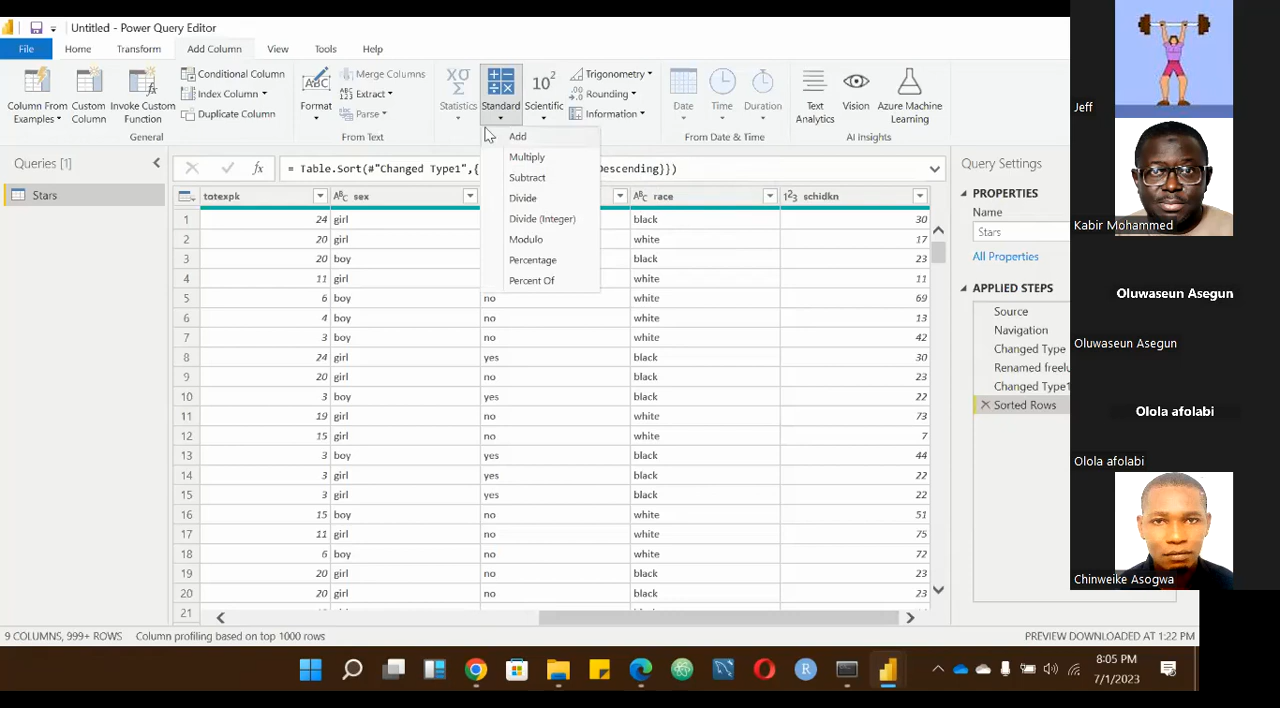 Untitled - Power Query Editor
File Home Transform Add Column View Tools Help
Column From Examples
Custom Column
Invoke Custom Function
Conditional Column
Index Column
Duplicate Column
General
Format
Merge Columns
Extract
Parse
From Text
Statistics
Standard
Scientific
Trigonometry
Rounding
Information
Date
Time
Duration
From Date & Time
Text Analytics
Vision
Azure Machine Learning
AI Insights
Add
Multiply
Subtract
Divide
Divide (Integer)
Modulo
Percentage
Percent Of
Queries [1]
Stars
= Table.Sort(#"Changed Type1",{
Descending}})
totexpk sex race schidkn
1 24 girl black 30
2 20 girl white 17
3 20 boy black 23
4 11 girl white 11
5 6 boy no white 69
6 4 boy no white 13
7 3 boy no white 42
8 24 girl yes black 30
9 20 girl no black 23
10 3 boy yes black 22
11 19 girl no white 73
12 15 girl no white 7
13 3 boy yes black 44
14 3 girl yes black 22
15 3 girl yes black 22
16 15 boy no white 51
17 11 girl no white 75
18 6 boy no white 72
19 20 girl no black 23
20 20 girl no black 23
21
Query Settings
PROPERTIES
Name
Stars
All Properties
APPLIED STEPS
Source
Navigation
Changed Type
Renamed freelu
Changed Type1
Sorted Rows
Jeff
Kabir Mohammed
Oluwaseun Asegun
Oluwaseun Asegun
Olola afolabi
Olola afolabi
Chinweike Asogwa
9 COLUMNS, 999+ ROWS Column profiling based on top 1000 rows PREVIEW DOWNLOADED AT 1:22 PM
8:05 PM
7/1/2023